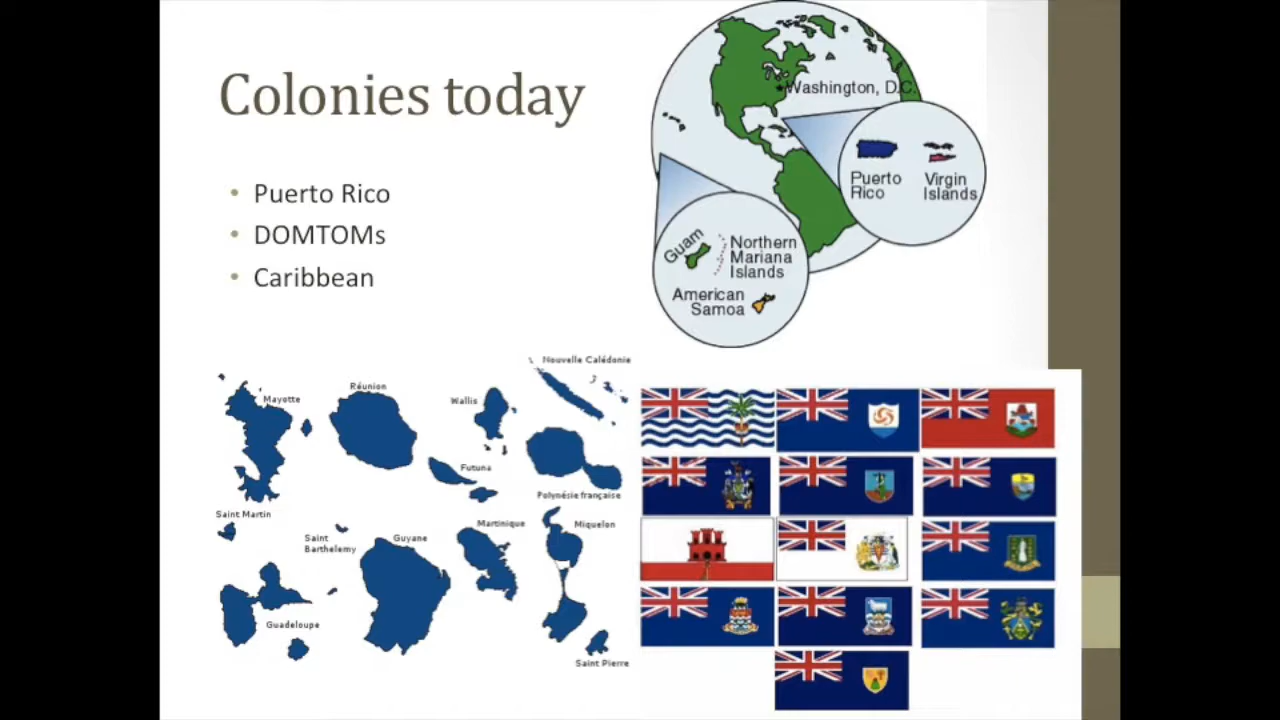 Colonies today
• Puerto Rico
• DOMTOMs
• Caribbean
Washington, D.C.
Puerto
Rico
Virgin
Islands
Guam
Northern
Mariana
Islands
American
Samoa
Nouvelle Calédonie
Mayotte
Réunion
Wallis
Futuna
Polynésie française
Saint Martin
Saint
Barthelemy
Guyane
Martinique
Miquelon
Guadeloupe
Saint Pierre